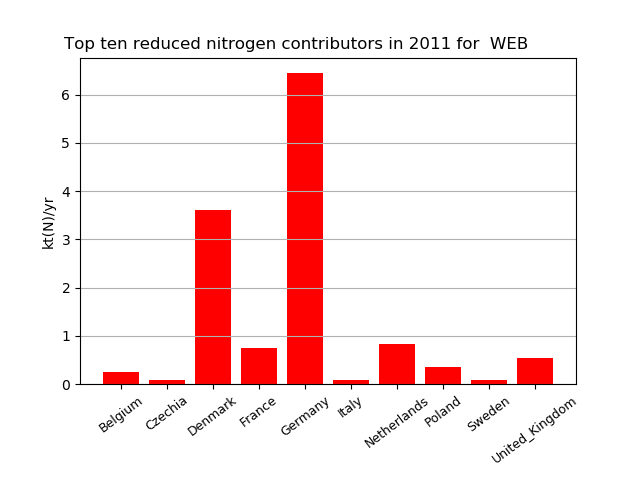 Top ten reduced nitrogen contributors in 2011 for  WEB
kt(N)/yr
6
5
4
3
2
1
0
Belgium
Czechia
Denmark
France
Germany
Italy
Netherlands
Poland
Sweden
United_Kingdom